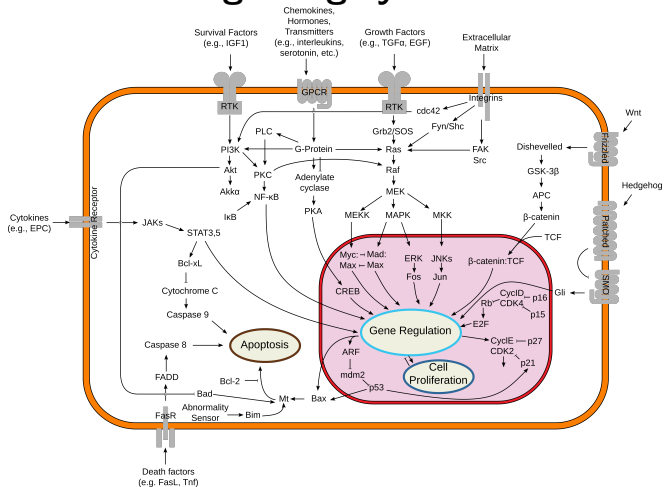 Chemokines,
Hormones,
Transmitters
(e.g., interleukins,
serotonin, etc.)
Survival Factors
(e.g., IGF1)
Growth Factors
(e.g., TGFα, EGF)
Extracellular
Matrix
RTK
GPCR
RTK
Integrins
cdc42
Wnt
PLC
Grb2/SOS
Fyn/Shc
Frizzled
PI3K
G-Protein
Ras
FAK
Src
Dishevelled
GSK-3β
Akt
PKC
Adenylate
cyclase
Raf
Hedgehog
Akkα
NF-κB
MEK
APC
IκB
PKA
MEKK
MAPK
MKK
β-catenin
Patched
Cytokines
(e.g., EPC)
Cytokine Receptor
JAKs
STAT3,5
TCF
Myc:
Mad:
Max
Max
ERK
JNKs
β-catenin:TCF
Bcl-xL
Fos
Jun
SMO
Cytochrome C
CREB
Gli
CycID
p16
Rb
CDK4
p15
Caspase 9
E2F
Gene Regulation
Apoptosis
CyclE
p27
CDK2
p21
Caspase 8
ARF
Cell
Proliferation
FADD
Bcl-2
mdm2
p53
Bad
Mt
Bax
FasR
Abnormality
Sensor
Bim
Death factors
(e.g. FasL, Tnf)